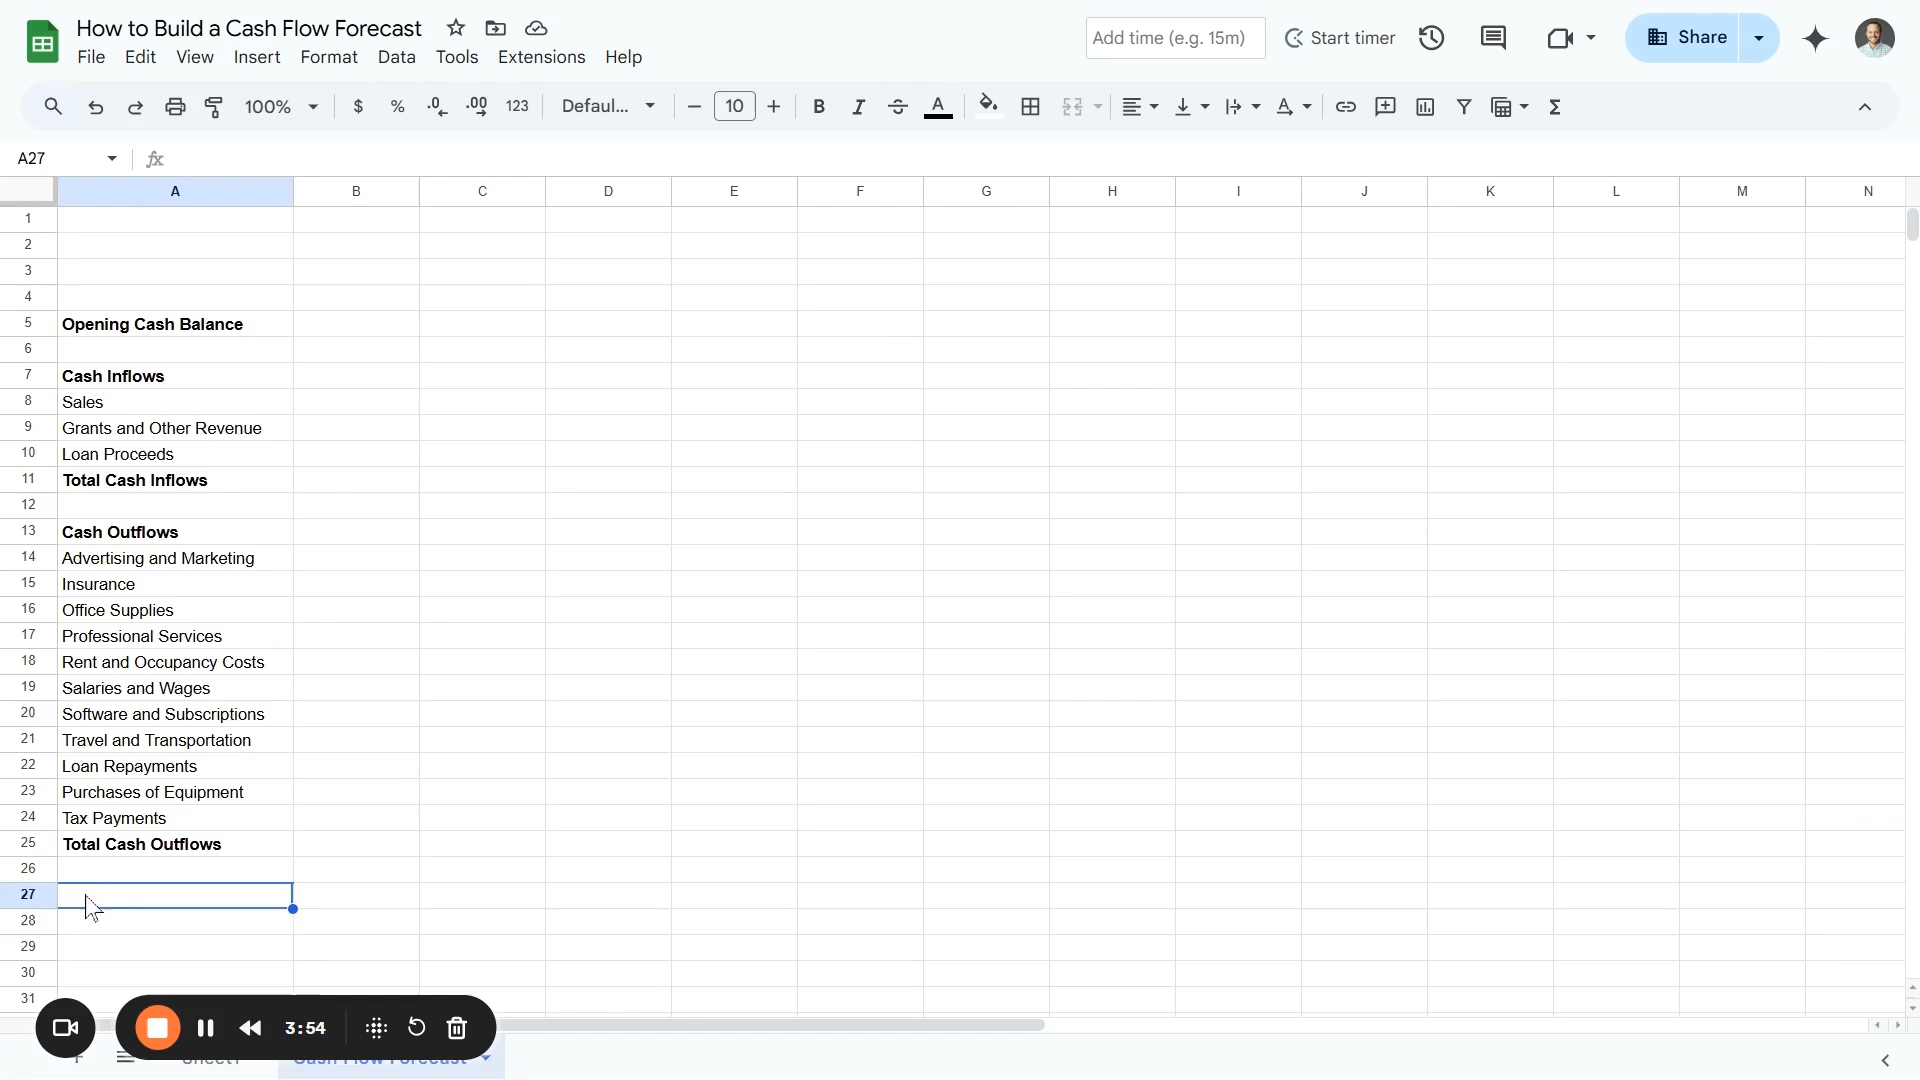 How to Build a Cash Flow Forecast
Add time (e.g. 15m)
Start timer
Share
File Edit View Insert Format Data Tools Extensions Help
100% $ % .0 .00 123 Defaul... 10 B I S A
A27 fx
A B C D E F G H I J K L M N
1
2
3
4
5 Opening Cash Balance
6
7 Cash Inflows
8 Sales
9 Grants and Other Revenue
10 Loan Proceeds
11 Total Cash Inflows
12
13 Cash Outflows
14 Advertising and Marketing
15 Insurance
16 Office Supplies
17 Professional Services
18 Rent and Occupancy Costs
19 Salaries and Wages
20 Software and Subscriptions
21 Travel and Transportation
22 Loan Repayments
23 Purchases of Equipment
24 Tax Payments
25 Total Cash Outflows
26
27
28
29
30
31
3:54
Sheet1 Cash Flow Forecast